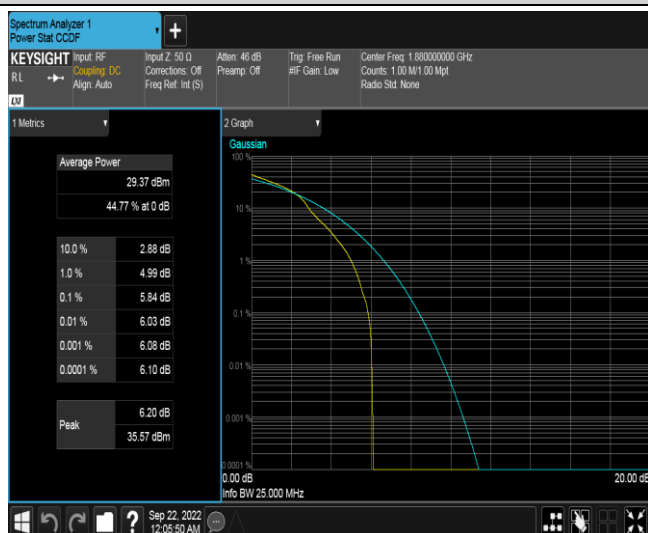 Spectrum Analyzer 1
Power Stat CCDF
KEYSIGHT
RL
Input: RF
Coupling: DC
Align: Auto
Input Z: 50 Ω
Corrections: Off
Freq Ref: Int (S)
Atten: 46 dB
Preamp: Off
Trig: Free Run
#IF Gain: Low
Center Freq: 1.880000000 GHz
Counts: 1.00 M/1.00 Mpt
Radio Std: None
1 Metrics
Average Power
29.37 dBm
44.77 % at 0 dB
10.0 % 2.88 dB
1.0 % 4.99 dB
0.1 % 5.84 dB
0.01 % 6.03 dB
0.001 % 6.08 dB
0.0001 % 6.10 dB
Peak
6.20 dB
35.57 dBm
2 Graph
Gaussian
100 %
10 %
1 %
0.1 %
0.01 %
0.001 %
0.0001 %
0.00 dB 20.00 dB
Info BW 25.000 MHz
Sep 22, 2022
12:05:50 AM